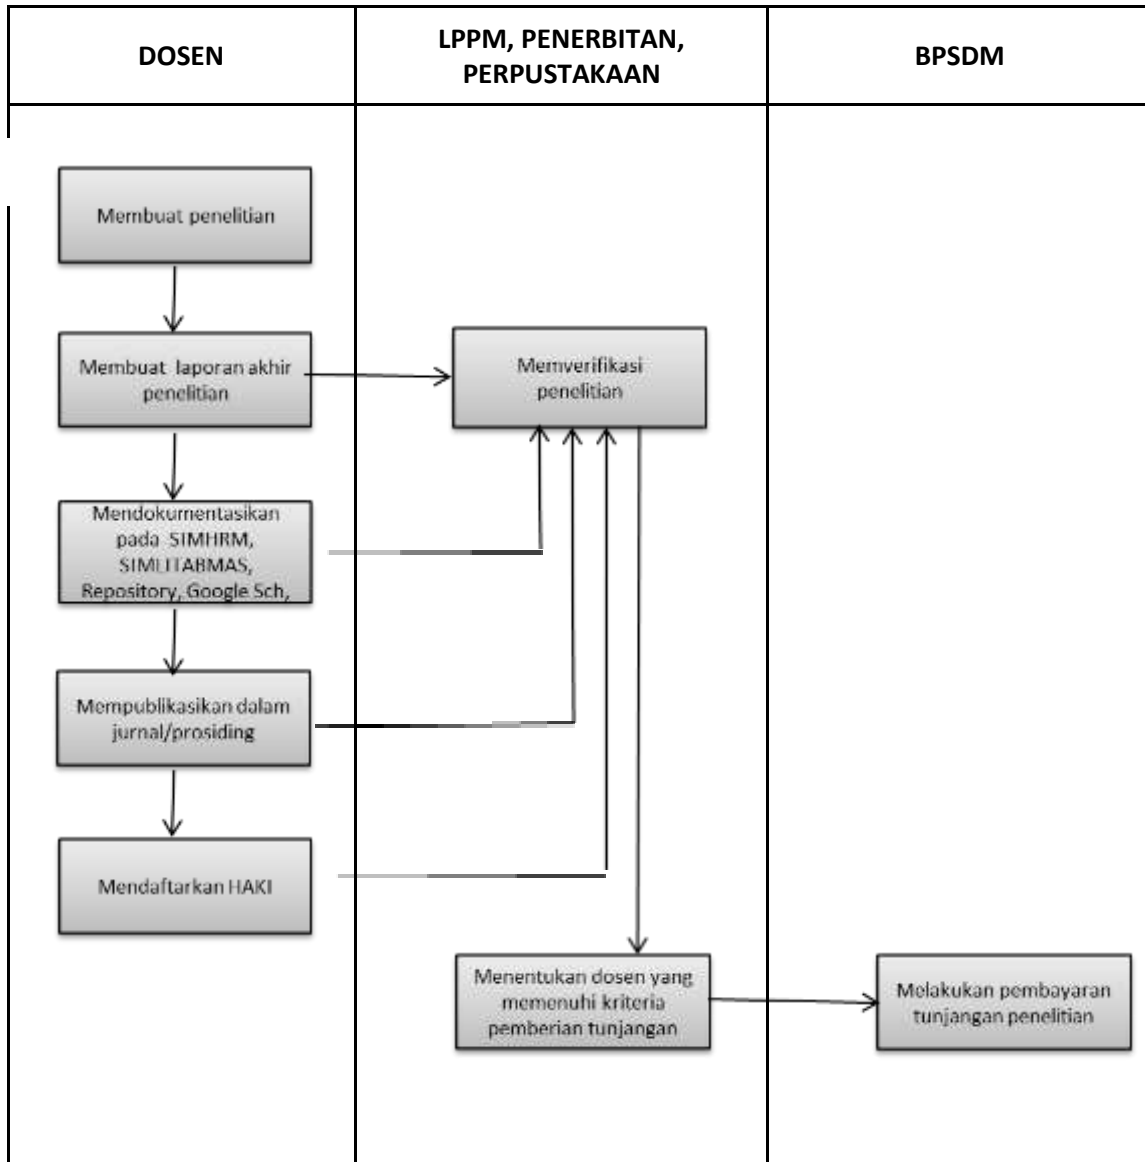 DOSEN
LPPM, PENERBITAN,
PERPUSTAKAAN
BPSDM
Membuat penelitian
Membuat laporan akhir
penelitian
Memverifikasi
penelitian
Mendokumentasikan
pada SIMHRM,
SIMLITABMAS,
Repository, Google Sch,
Mempublikasikan dalam
jurnal/prosiding
Mendaftarkan HAKI
Menentukan dosen yang
memenuhi kriteria
pemberian tunjangan
Melakukan pembayaran
tunjangan penelitian